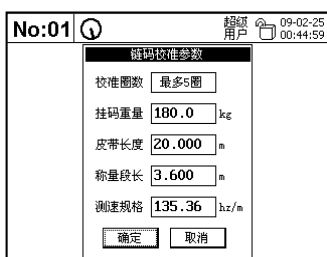 No:01 超级用户 09-02-25 00:44:59
链码校准参数
校准圈数 最多5圈
挂码重量 180.0 kg
皮带长度 20.000 m
称量段长 3.600 m
测速规格 135.36 hz/m
确定 取消